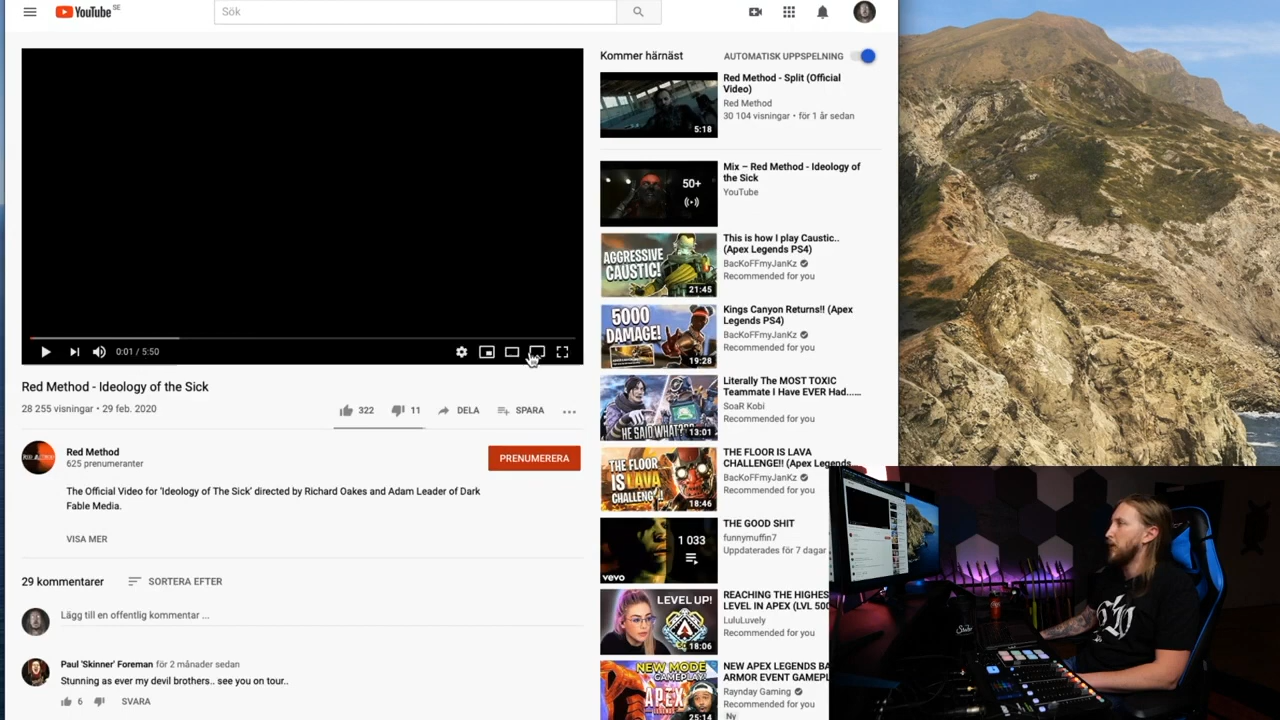 YouTube SE
Sök
Kommer härnäst
AUTOMATISK UPPSPELNING
5:18
Red Method - Split (Official
Video)
Red Method
30 104 visningar • för 1 år sedan
50+
Mix – Red Method - Ideology of
the Sick
YouTube
AGGRESSIVE
CAUSTIC!
21:45
This is how I play Caustic..
(Apex Legends PS4)
BacKoFFmyJanKz
Recommended for you
5000
DAMAGE!
19:28
Kings Canyon Returns!! (Apex
Legends PS4)
BacKoFFmyJanKz
Recommended for you
0:01 / 5:50
Red Method - Ideology of the Sick
28 255 visningar • 29 feb. 2020
322
11
DELA
SPARA
HE SAID WHAT?
13:01
Literally The MOST TOXIC
Teammate I Have EVER Had......
SoaR Kobi
Recommended for you
Red Method
625 prenumeranter
PRENUMERERA
The Official Video for 'Ideology of The Sick' directed by Richard Oakes and Adam Leader of Dark
Fable Media.
VISA MER
THE FLOOR
IS LAVA
CHALLENGE!
18:46
THE FLOOR IS LAVA
CHALLENGE!! (Apex Legends
BacKoFFmyJanKz
Recommended for you
1 033
vevo
THE GOOD SHIT
funnymuffin7
Uppdaterades för 7 dagar
29 kommentarer
SORTERA EFTER
Lägg till en offentlig kommentar ...
LEVEL UP!
18:06
REACHING THE HIGHES
LEVEL IN APEX (LVL 500
LuluLuvely
Recommended for you
Paul 'Skinner' Foreman för 2 månader sedan
Stunning as ever my devil brothers.. see you on tour..
6
SVARA
NEW MODE
GAMEPLAY
APEX
25:14
NEW APEX LEGENDS BA
ARMOR EVENT GAMEPL
Raynday Gaming
Recommended for you
Ny